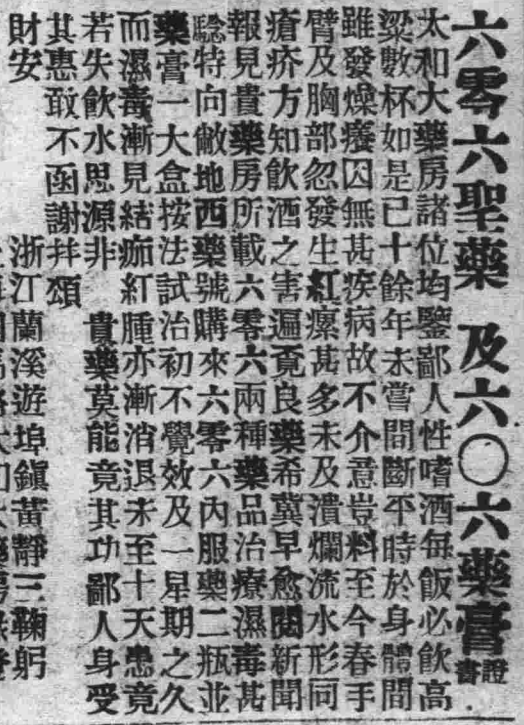 六零六聖藥 及六〇六藥膏證書
太和大藥房諸位均鑒鄙人性嗜酒每飯必飲高
粱數杯如是已十餘年未嘗間斷平時於身體間
雖發燥癢因無甚疾病故不介意豈料至今春手
臂及胸部忽發生紅瘰甚多未及潰爛流水形同
瘡疥方知飲酒之害遍覓良藥希冀早愈閱新聞
報見貴藥房所載六零六兩種藥品治療濕毒甚
驗特向敝地西藥號購來六零六內服藥二瓶並
藥膏一大盒按法試治初不覺效及一星期之久
而濕毒漸見結痂紅腫亦漸消退未至十天患竟
若失飲水思源非 貴藥莫能竟其功鄙人身受
其惠敢不函謝拜頌
財安 浙江蘭溪遊埠鎮黃靜三鞠躬